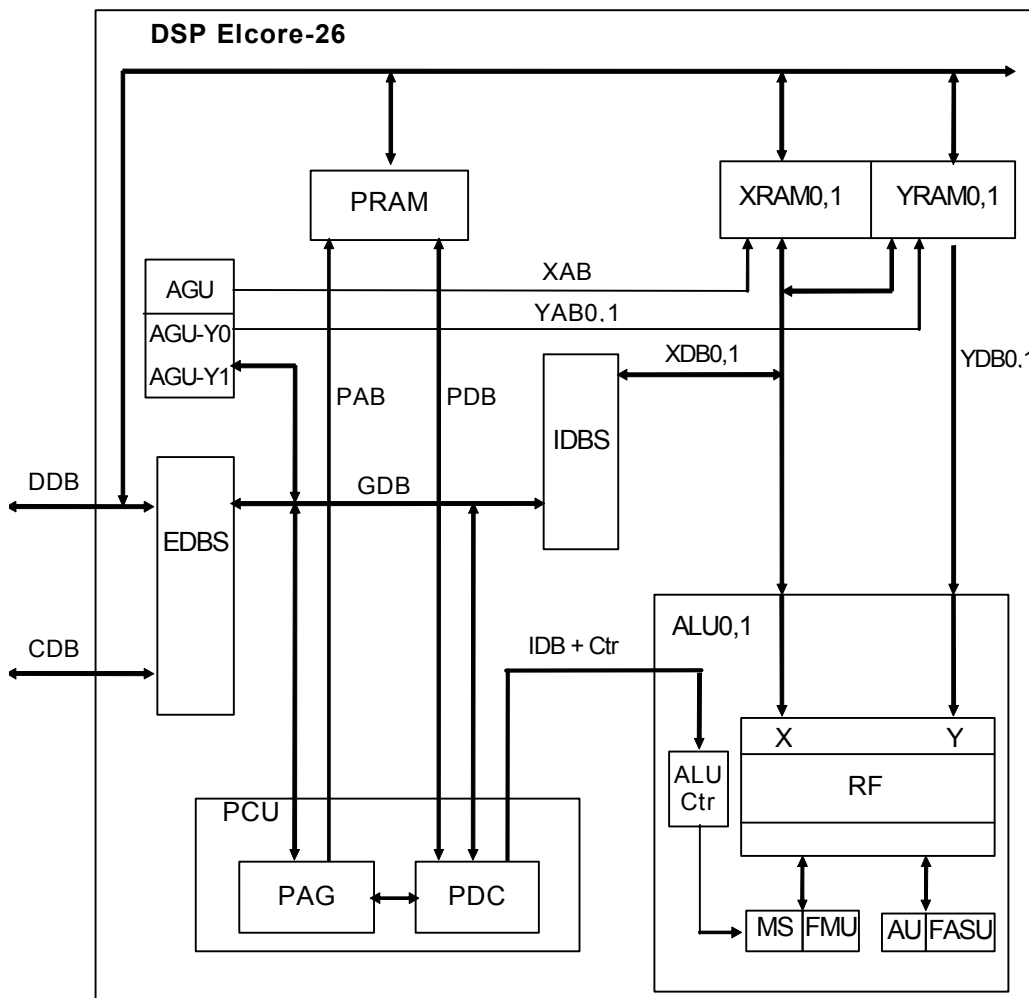 DSP Elcore-26
PRAM
XRAM0,1
YRAM0,1
AGU
XAB
AGU-Y0
YAB0,1
AGU-Y1
XDB0,1
YDB0,1
PAB
PDB
IDBS
DDB
GDB
EDBS
CDB
IDB + Ctr
ALU0,1
X
Y
ALU
Ctr
RF
PCU
PAG
PDC
MS
FMU
AU
FASU